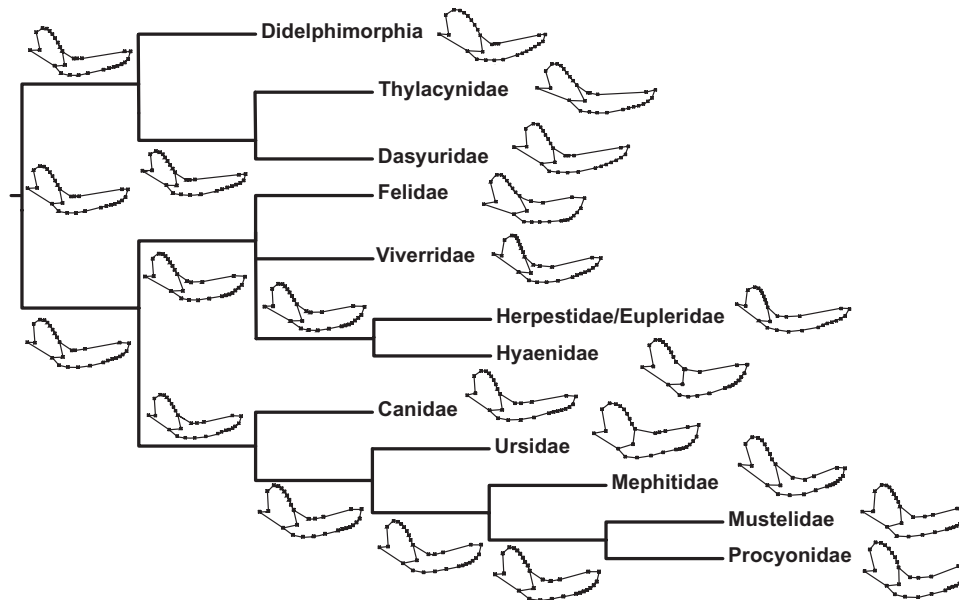 Didelphimorphia
Thylacynidae
Dasyuridae
Felidae
Viverridae
Herpestidae/Eupleridae
Hyaenidae
Canidae
Ursidae
Mephitidae
Mustelidae
Procyonidae